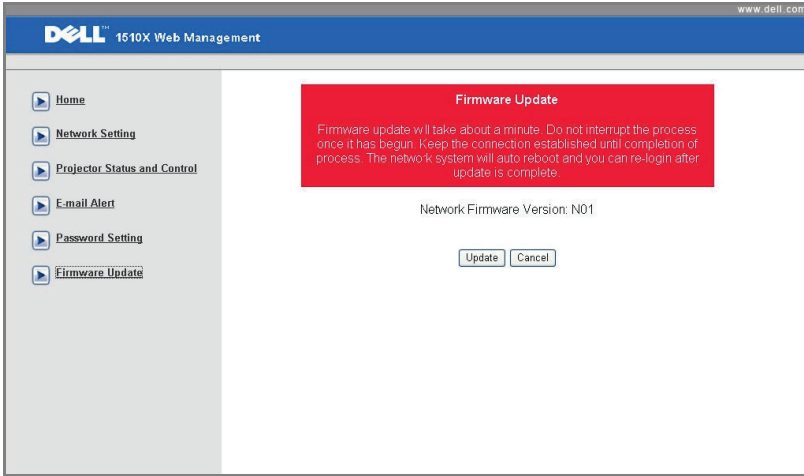 www.dell.com
DELL™ 1510X Web Management
Home
Network Setting
Projector Status and Control
E-mail Alert
Password Setting
Firmware Update
Firmware Update
Firmware update will take about a minute. Do not interrupt the process
once it has begun. Keep the connection established until completion of
process. The network system will auto reboot and you can re-login after
update is complete.
Network Firmware Version: N01
Update Cancel